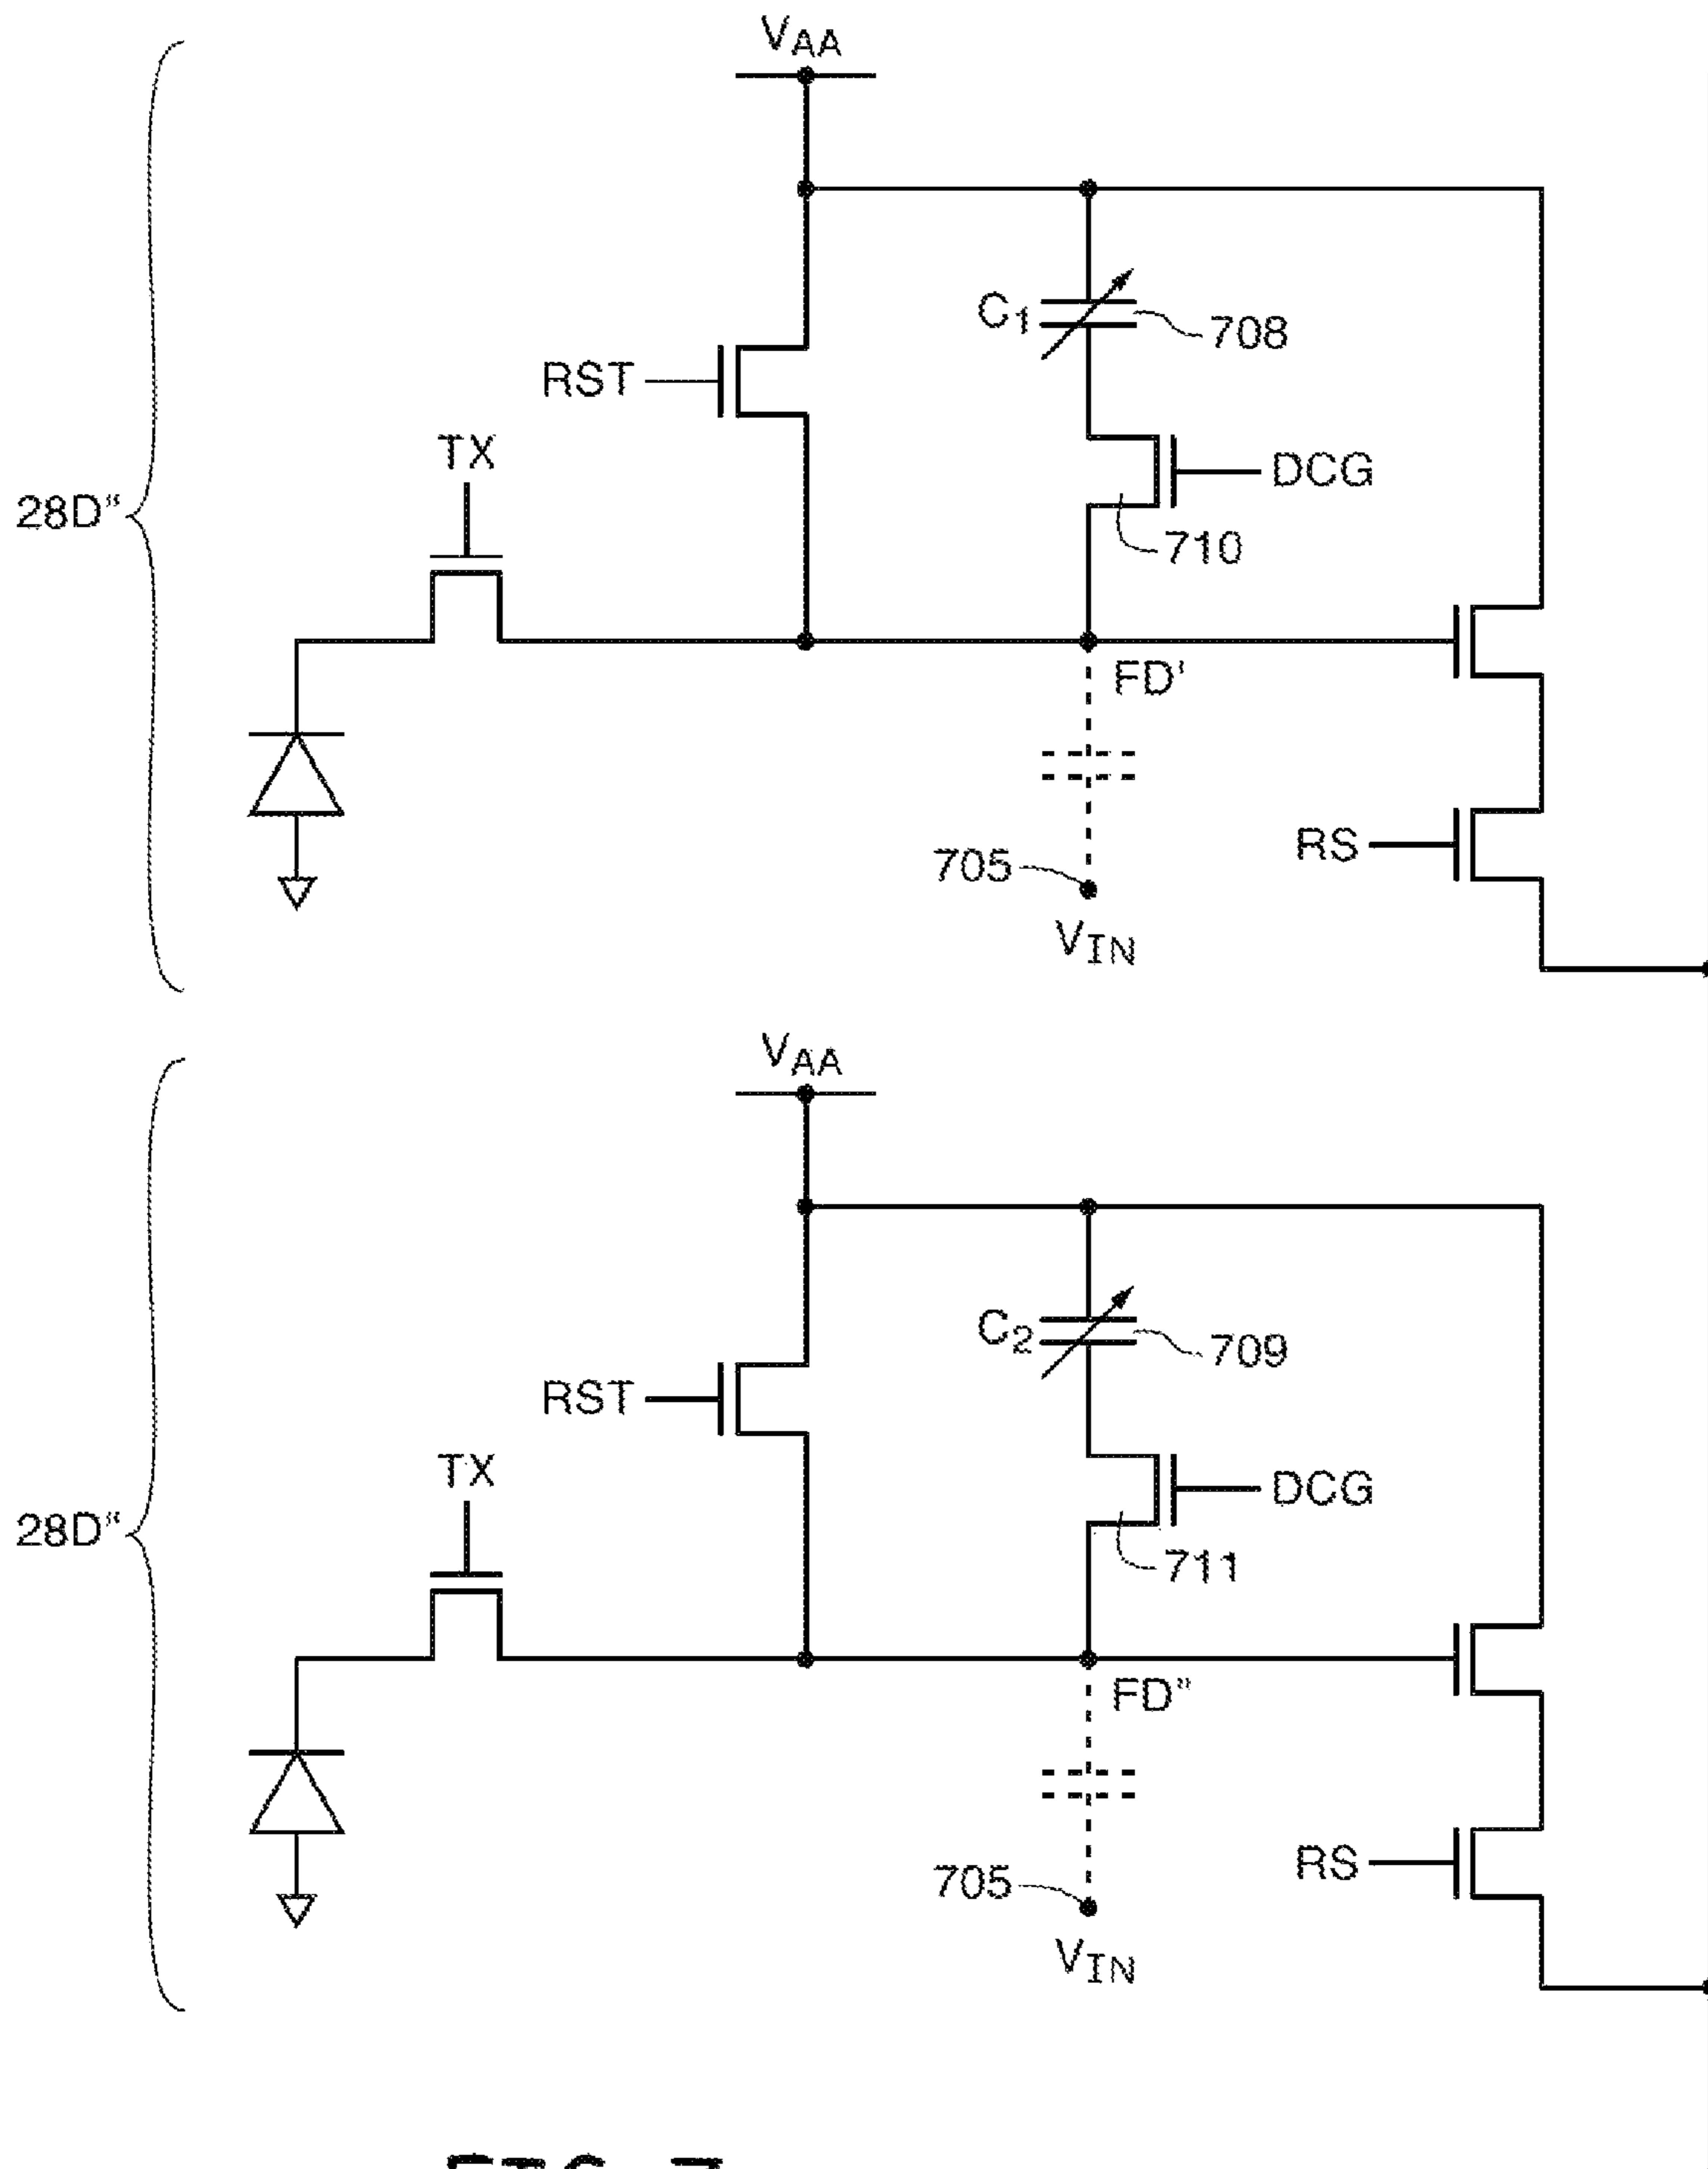 VAA
C1
708
RST
DCG
TX
28D"
710
FD'
RS
705
VIN
VAA
C2
709
RST
DCG
TX
28D"
711
FD"
RS
705
VIN